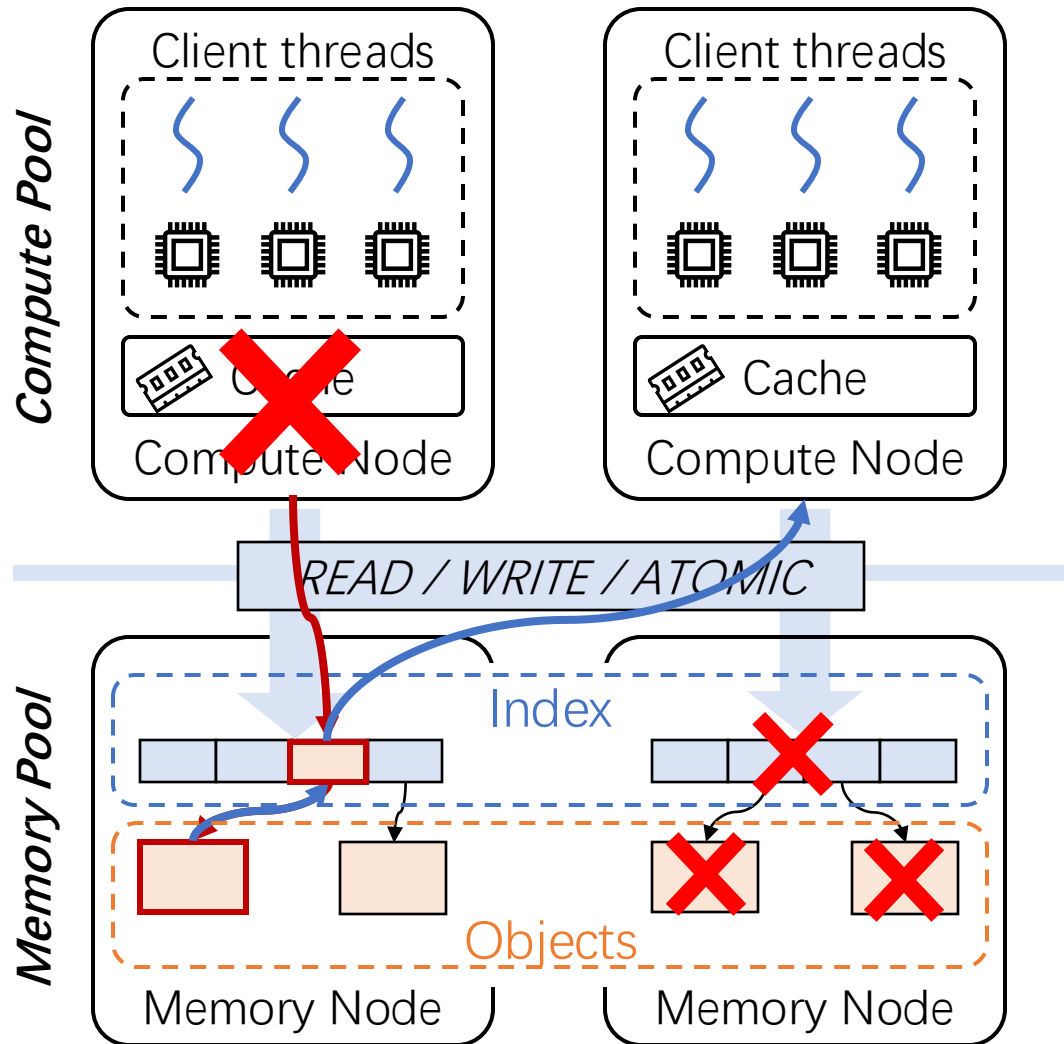 Compute Pool
Client threads
Client threads
Cache
Cache
Compute Node
Compute Node
READ / WRITE / ATOMIC
Memory Pool
Index
Objects
Memory Node
Memory Node